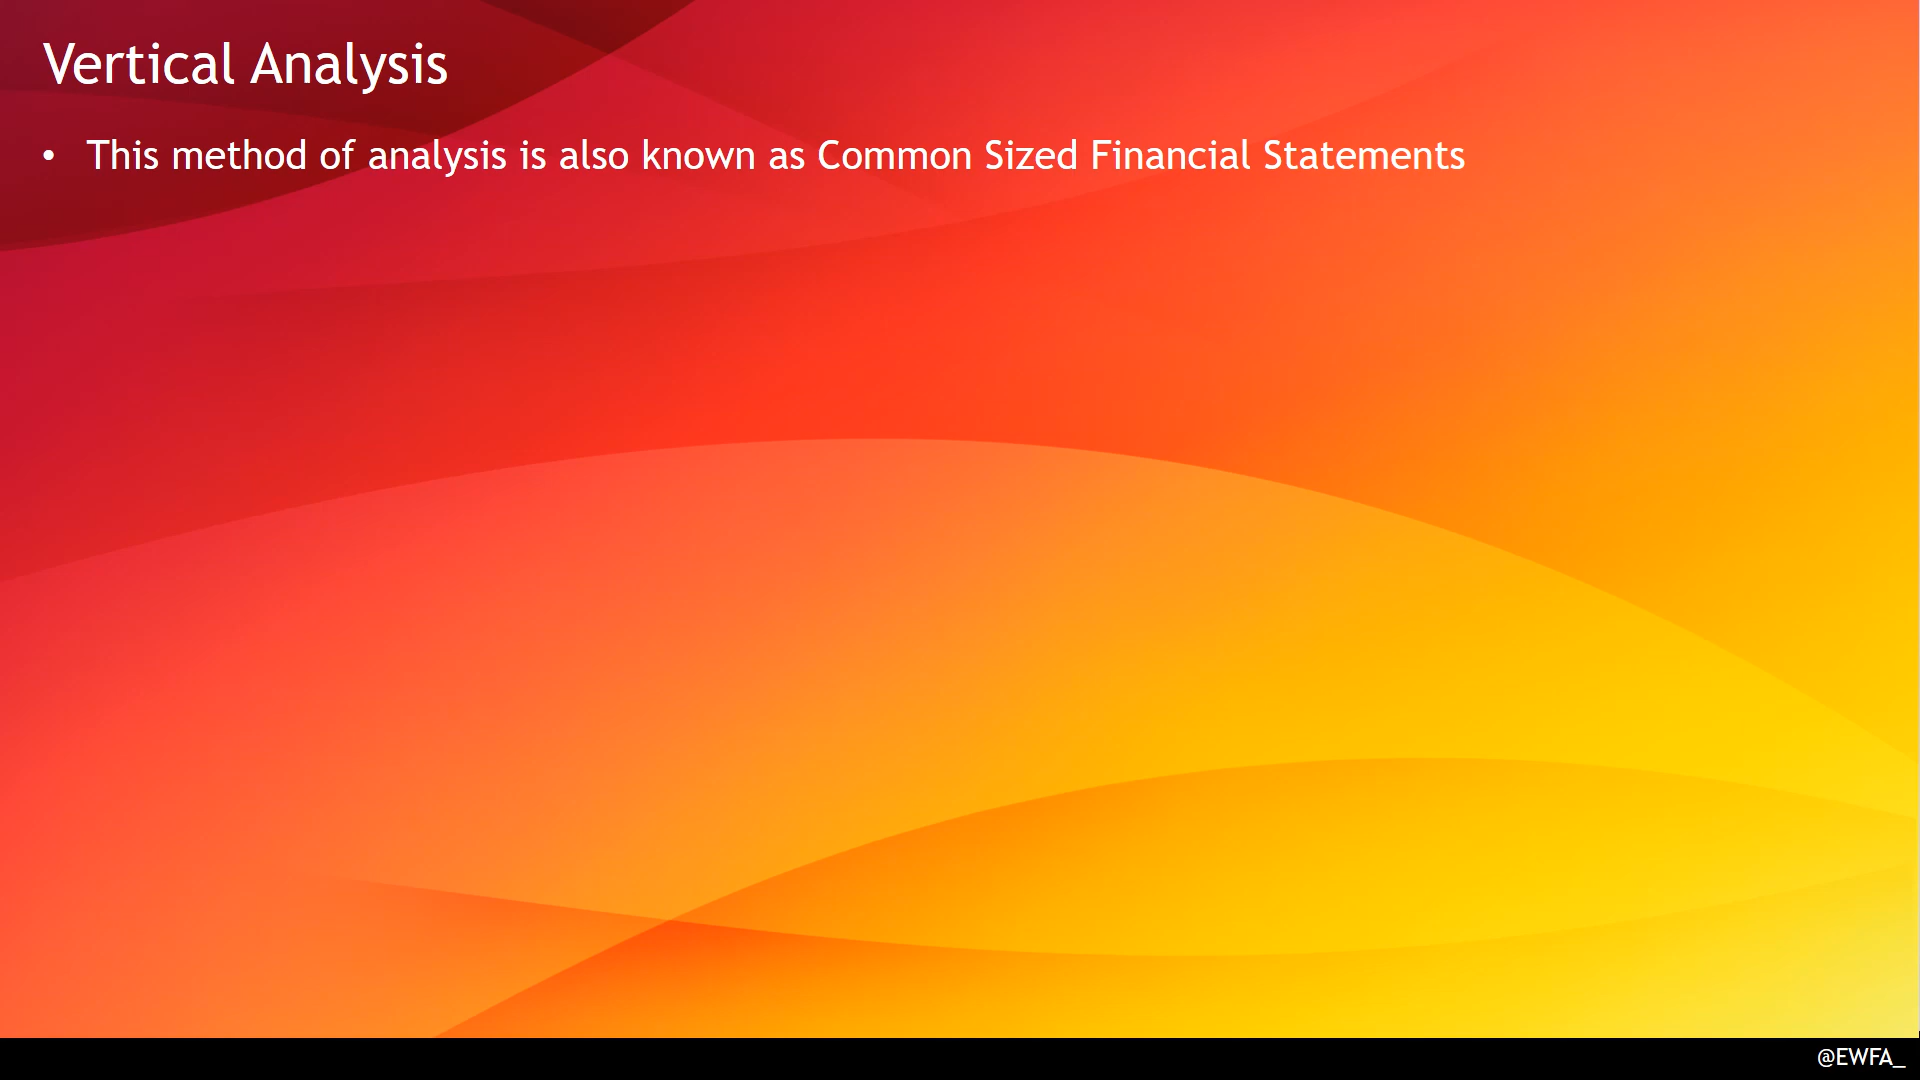 Vertical Analysis
• This method of analysis is also known as Common Sized Financial Statements
@EWFA_